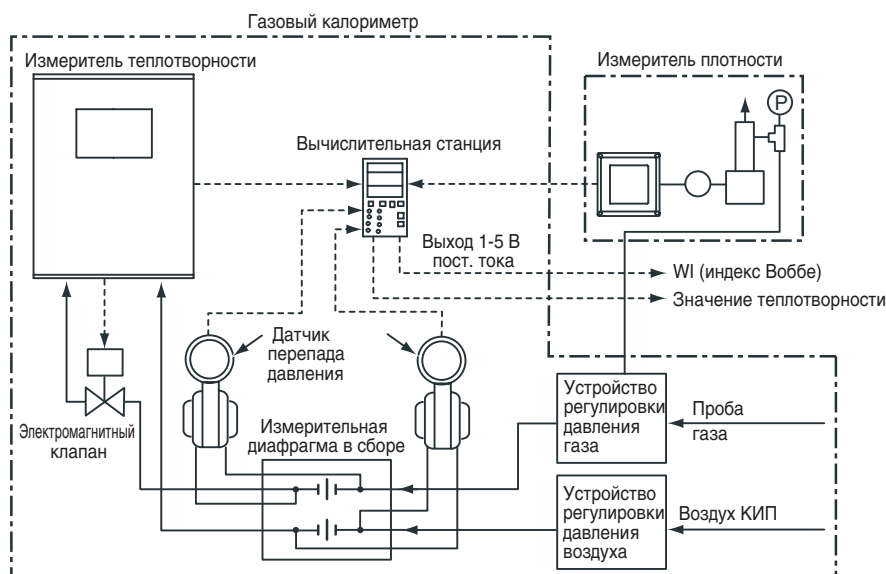 Газовый калориметр
Измеритель теплотворности
Измеритель плотности
P
Вычислительная станция
Выход 1-5 В
пост. тока
WI (индекс Воббе)
Значение теплотворности
Датчик
перепада
давления
Электромагнитный
клапан
Измерительная
диафрагма в сборе
Устройство
регулировки
давления
газа
Проба
газа
Устройство
регулировки
давления
воздуха
Воздух КИП